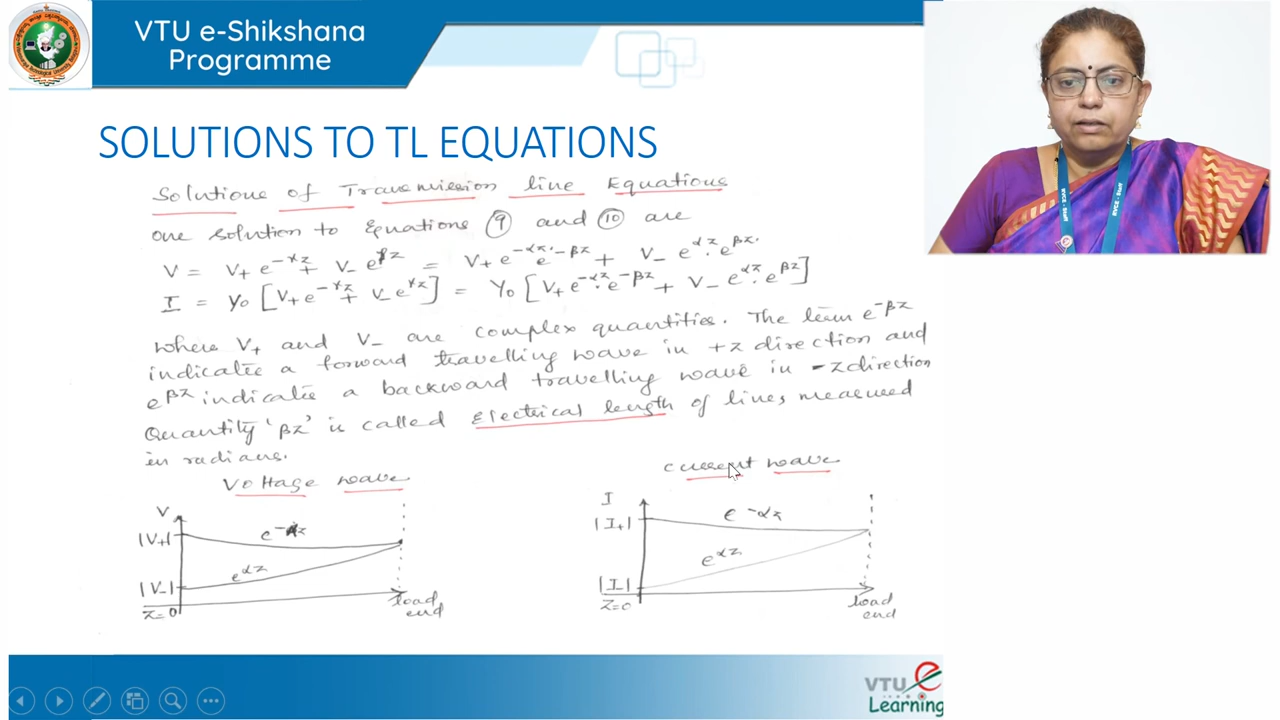 VTU e-Shikshana
Programme
SOLUTIONS TO TL EQUATIONS
Solutions of Transmission line Equations
one solution to Equations ⑨ and ⑩ are
V = V+ e^-γz + V- e^γz = V+ e^-αz . e^-βz + V- e^αz . e^βz .
I = Y0 [V+ e^-γz + V- e^γz] = Y0 [V+ e^-αz . e^-βz + V- e^αz . e^βz]
where V+ and V- are complex quantities. The term e^-βz
indicates a forward travelling wave in +z direction and
e^βz indicates a backward travelling wave in -z direction
Quantity 'βz' is called Electrical length of lines measured
in radians.
Voltage wave
current wave
V
|V+|
|V-|
e^αz
z=0
load
end
I
|I+|
|I-|
e^-αz
e^αz
z=0
load
end
VTU e
Learning